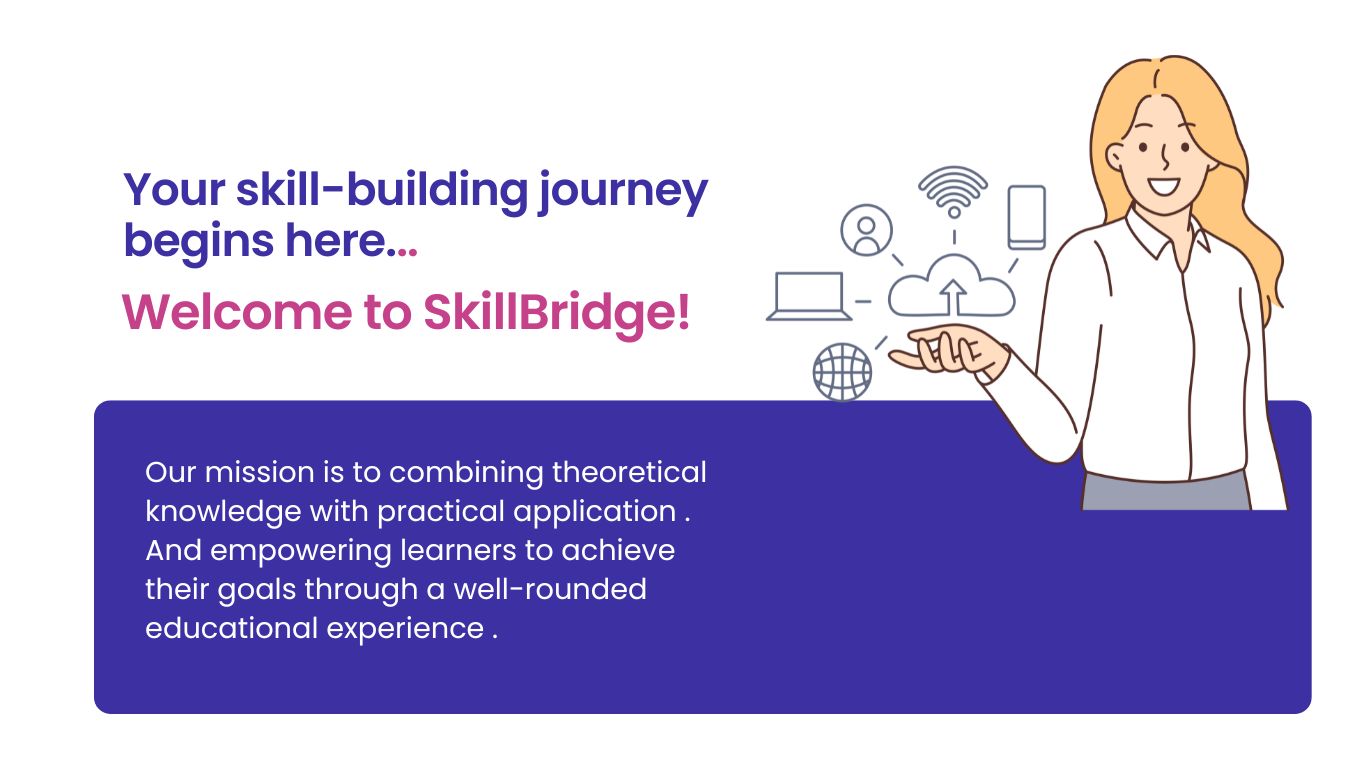 Your skill-building journey
begins here...
Welcome to SkillBridge!
Our mission is to combining theoretical
knowledge with practical application .
And empowering learners to achieve
their goals through a well-rounded
educational experience .